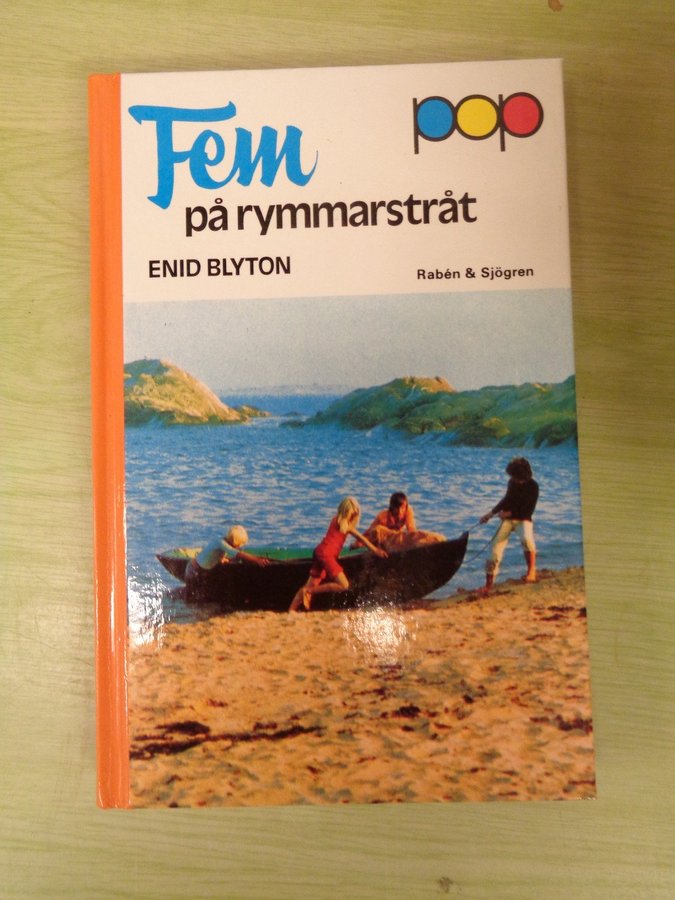 pop
Fem
på rymmarstråt
ENID BLYTON
Rabén & Sjögren